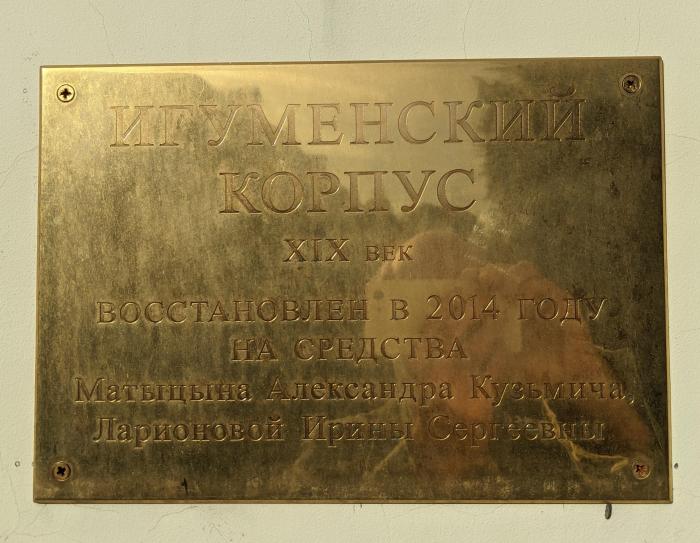 ИГУМЕНСКИЙ
КОРПУС
XIX ВЕК
ВОССТАНОВЛЕН В 2014 ГОДУ
НА СРЕДСТВА
Матыцына Александра Кузьмича,
Ларионовой Ирины Сергеевны